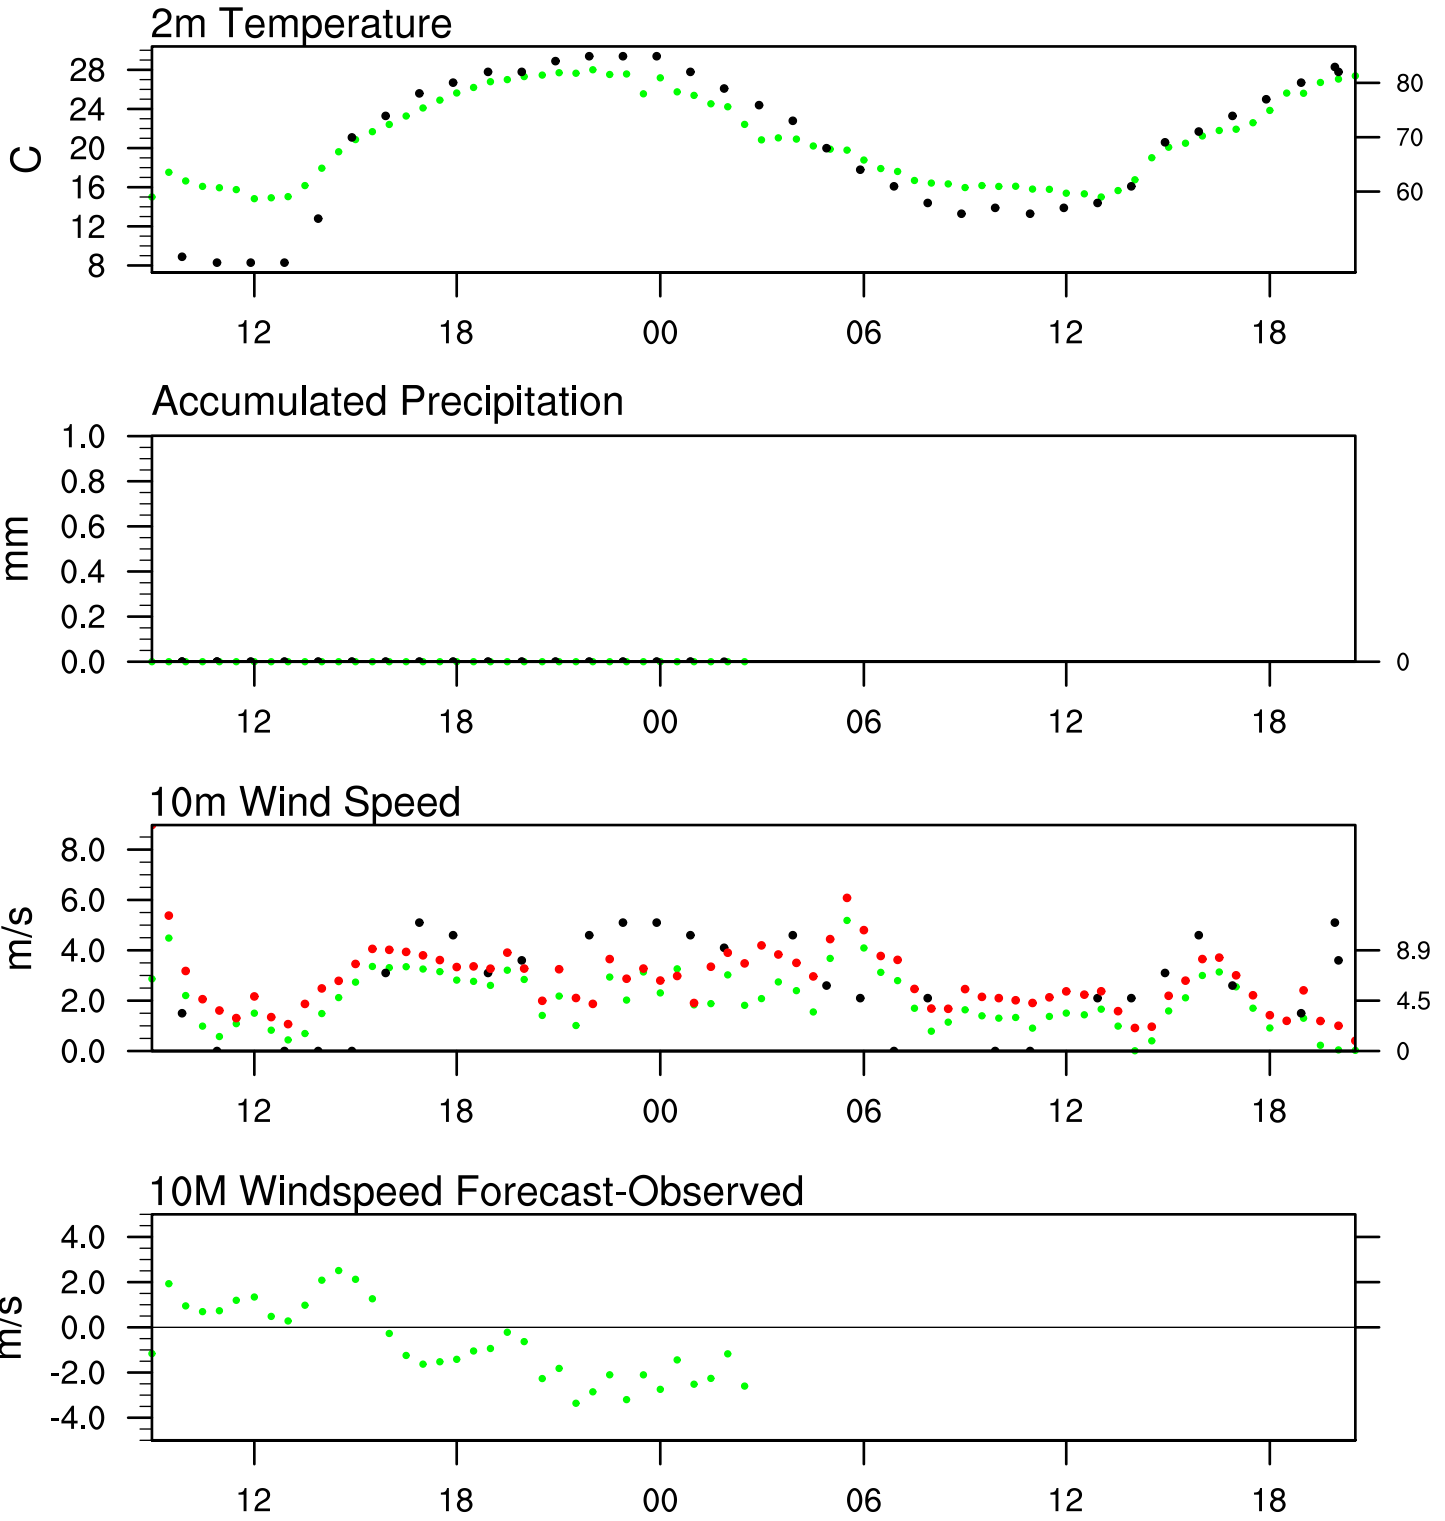 2m Temperature
28
24
20
16
12
8
C
80
70
60
12 18 00 06 12 18
Accumulated Precipitation
1.0
0.8
0.6
0.4
0.2
0.0
mm
0
12 18 00 06 12 18
10m Wind Speed
8.0
6.0
4.0
2.0
0.0
m/s
8.9
4.5
0
12 18 00 06 12 18
10M Windspeed Forecast-Observed
4.0
2.0
0.0
-2.0
-4.0
m/s
12 18 00 06 12 18